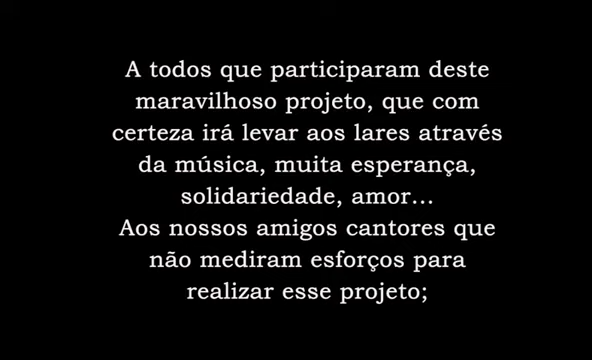 A todos que participaram deste
maravilhoso projeto, que com
certeza irá levar aos lares através
da música, muita esperança,
solidariedade, amor...
Aos nossos amigos cantores que
não mediram esforços para
realizar esse projeto;